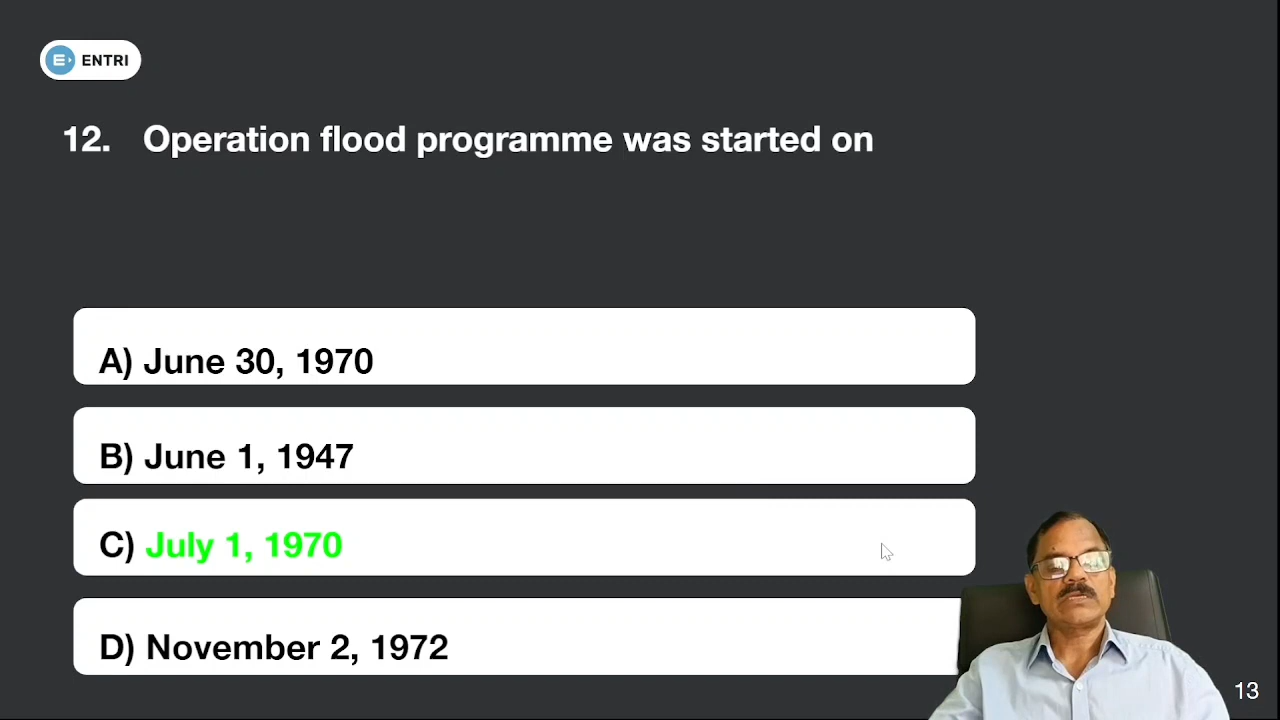 ENTRI
12. Operation flood programme was started on
A) June 30, 1970
B) June 1, 1947
C) July 1, 1970
D) November 2, 1972
13